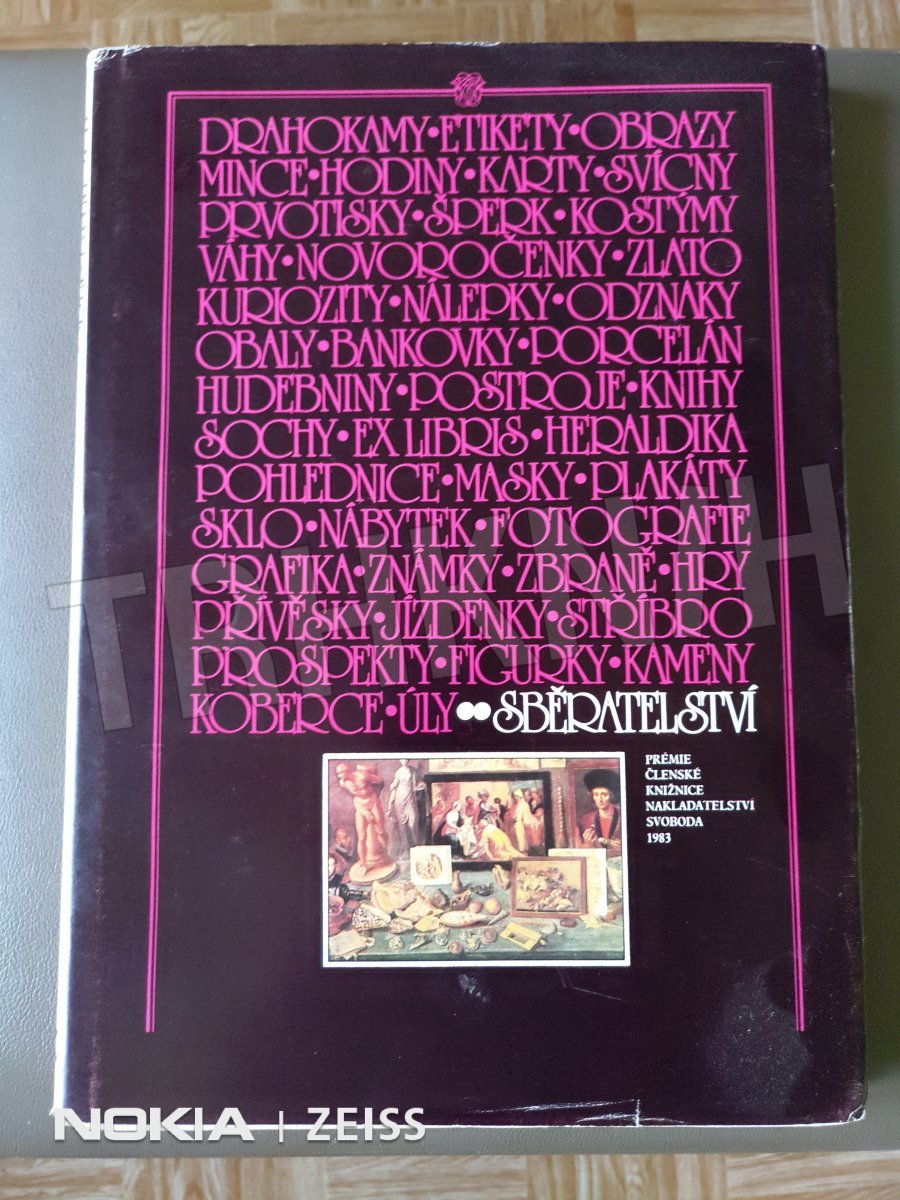 DRAHOKAMY•ETIKETY•OBRAZY
MINCE•HODINY•KARTY•SVÍCNY
PRVOTISKY•ŠPERK•KOSTÝMY
VÁHY•NOVOROČENKY•ZLATO
KURIOZITY•NÁLEPKY•ODZNAKY
OBALY•BANKOVKY•PORCELÁN
HUDEBNINY•POSTROJE•KNIHY
SOCHY•EX LIBRIS•HERALDIKA
POHLEDNICE•MASKY•PLAKÁTY
SKLO•NÁBYTEK•FOTOGRAFIE
GRAFIKA•ZNÁMKY•ZBRANĚ•HRY
PŘÍVĚSKY•JÍZDENKY•STŘÍBRO
PROSPEKTY•FIGURKY•KAMENY
KOBERCE•ÚLY••SBĚRATELSTVÍ
PRÉMIE
ČLENSKÉ
KNIŽNICE
NAKLADATELSTVÍ
SVOBODA
1983
NOKIA | ZEISS